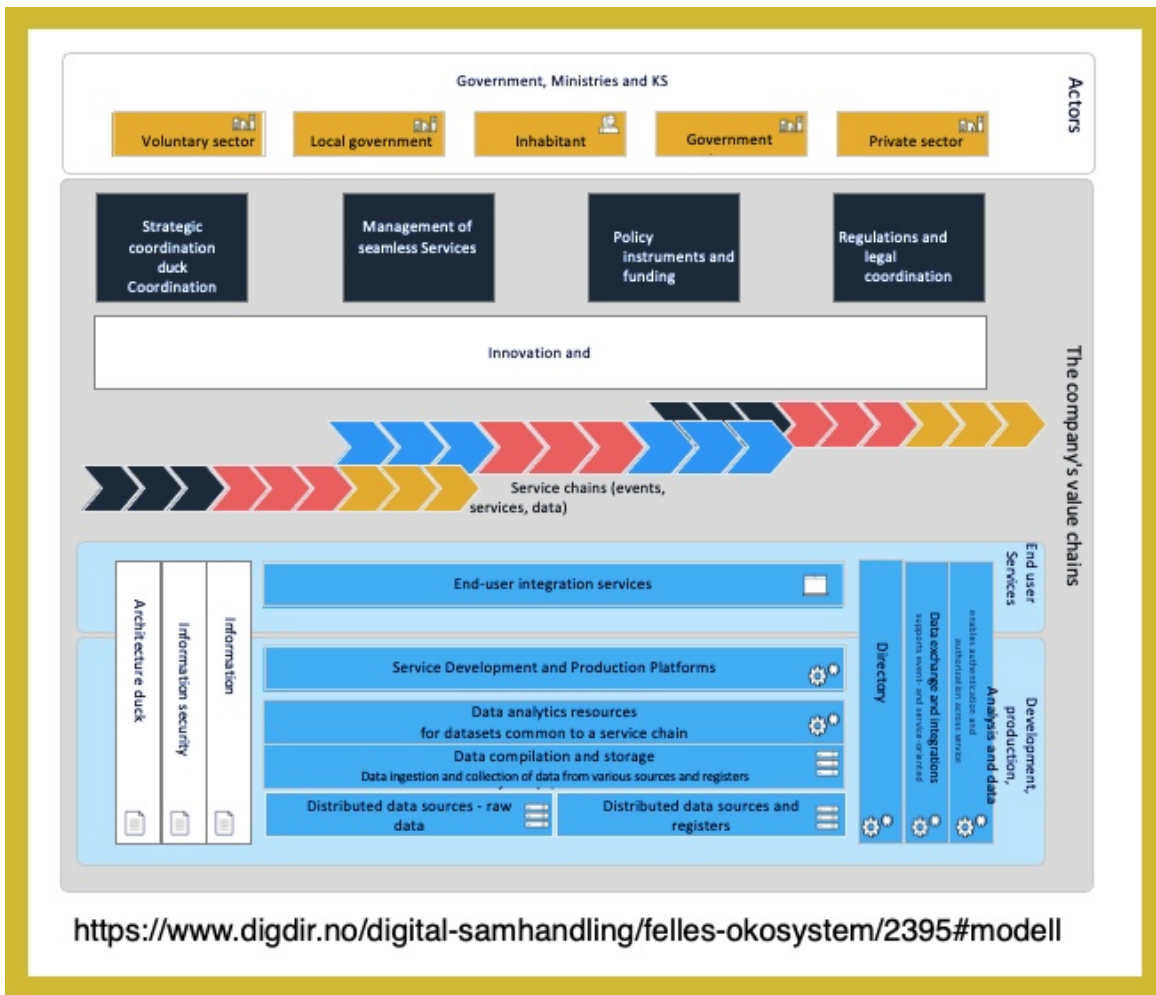 Government, Ministries and KS
Actors
Voluntary sector
Local government
Inhabitant
Government
Private sector
Strategic
coordination
duck
Coordination
Management of
seamless Services
Policy
instruments and
funding
Regulations and
legal
coordination
Innovation and
The company's value chains
Service chains (events,
services, data)
End user
Services
Architecture duck
Information security
Information
End-user integration services
Service Development and Production Platforms
Data analytics resources
for datasets common to a service chain
Data compilation and storage
Data ingestion and collection of data from various sources and registers
Distributed data sources - raw
data
Distributed data sources and
registers
Directory
Data exchange and integrations
supports event- and service-oriented
enables authentication and
authorization across service
Development,
production,
Analysis and data
https://www.digdir.no/digital-samhandling/felles-okosystem/2395#modell